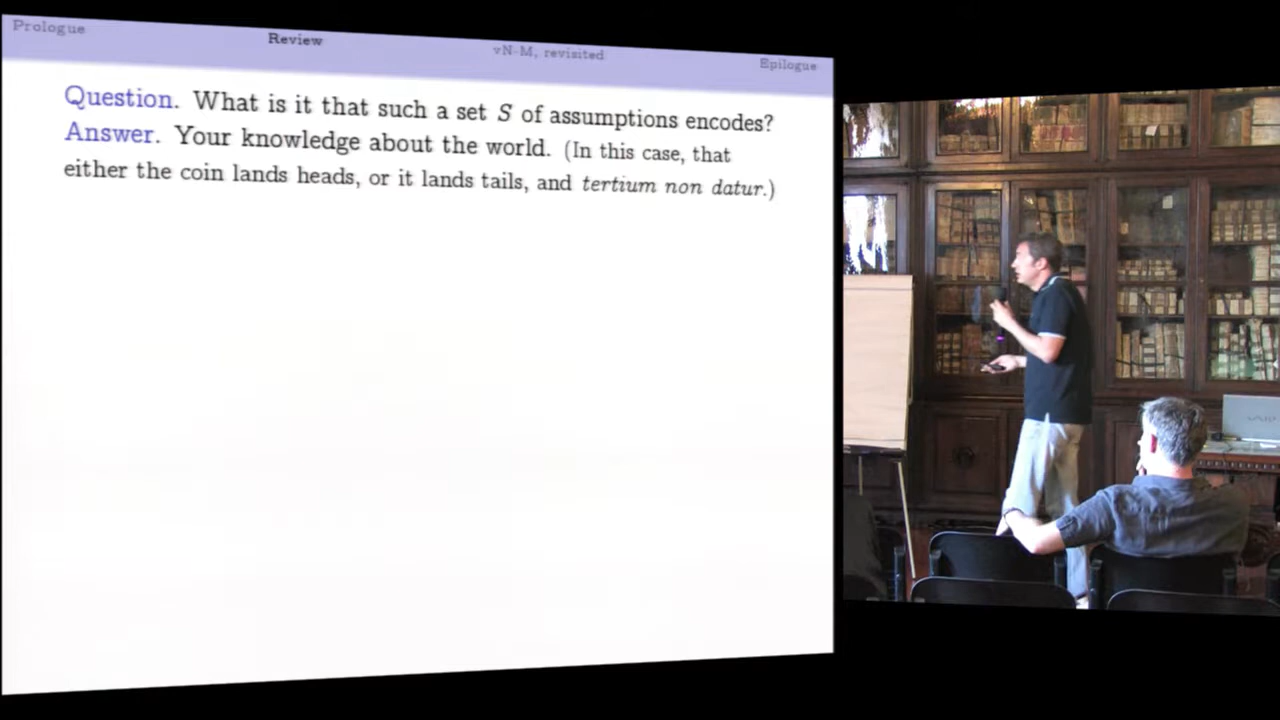 Prologue
Review
vN-M, revisited
Epilogue
Question. What is it that such a set S of assumptions encodes?
Answer. Your knowledge about the world. (In this case, that
either the coin lands heads, or it lands tails, and tertium non datur.)
VAIO